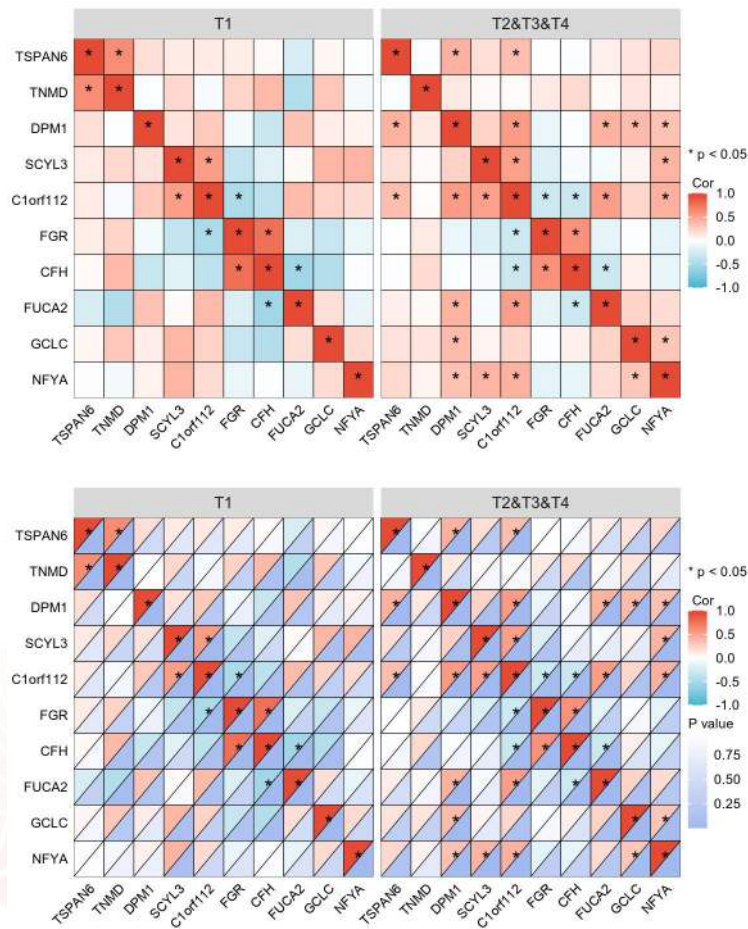 T1 T2&T3&T4
TSPAN6
TNMD
DPM1
SCYL3
C1orf112
FGR
CFH
FUCA2
GCLC
NFYA
* p < 0.05
Cor
1.0
0.5
0.0
-0.5
-1.0
TSPAN6 TNMD DPM1 SCYL3 C1orf112 FGR CFH FUCA2 GCLC NFYA TSPAN6 TNMD DPM1 SCYL3 C1orf112 FGR CFH FUCA2 GCLC NFYA
T1 T2&T3&T4
TSPAN6
TNMD
DPM1
SCYL3
C1orf112
FGR
CFH
FUCA2
GCLC
NFYA
* p < 0.05
Cor
1.0
0.5
0.0
-0.5
-1.0
P value
0.75
0.50
0.25
TSPAN6 TNMD DPM1 SCYL3 C1orf112 FGR CFH FUCA2 GCLC NFYA TSPAN6 TNMD DPM1 SCYL3 C1orf112 FGR CFH FUCA2 GCLC NFYA